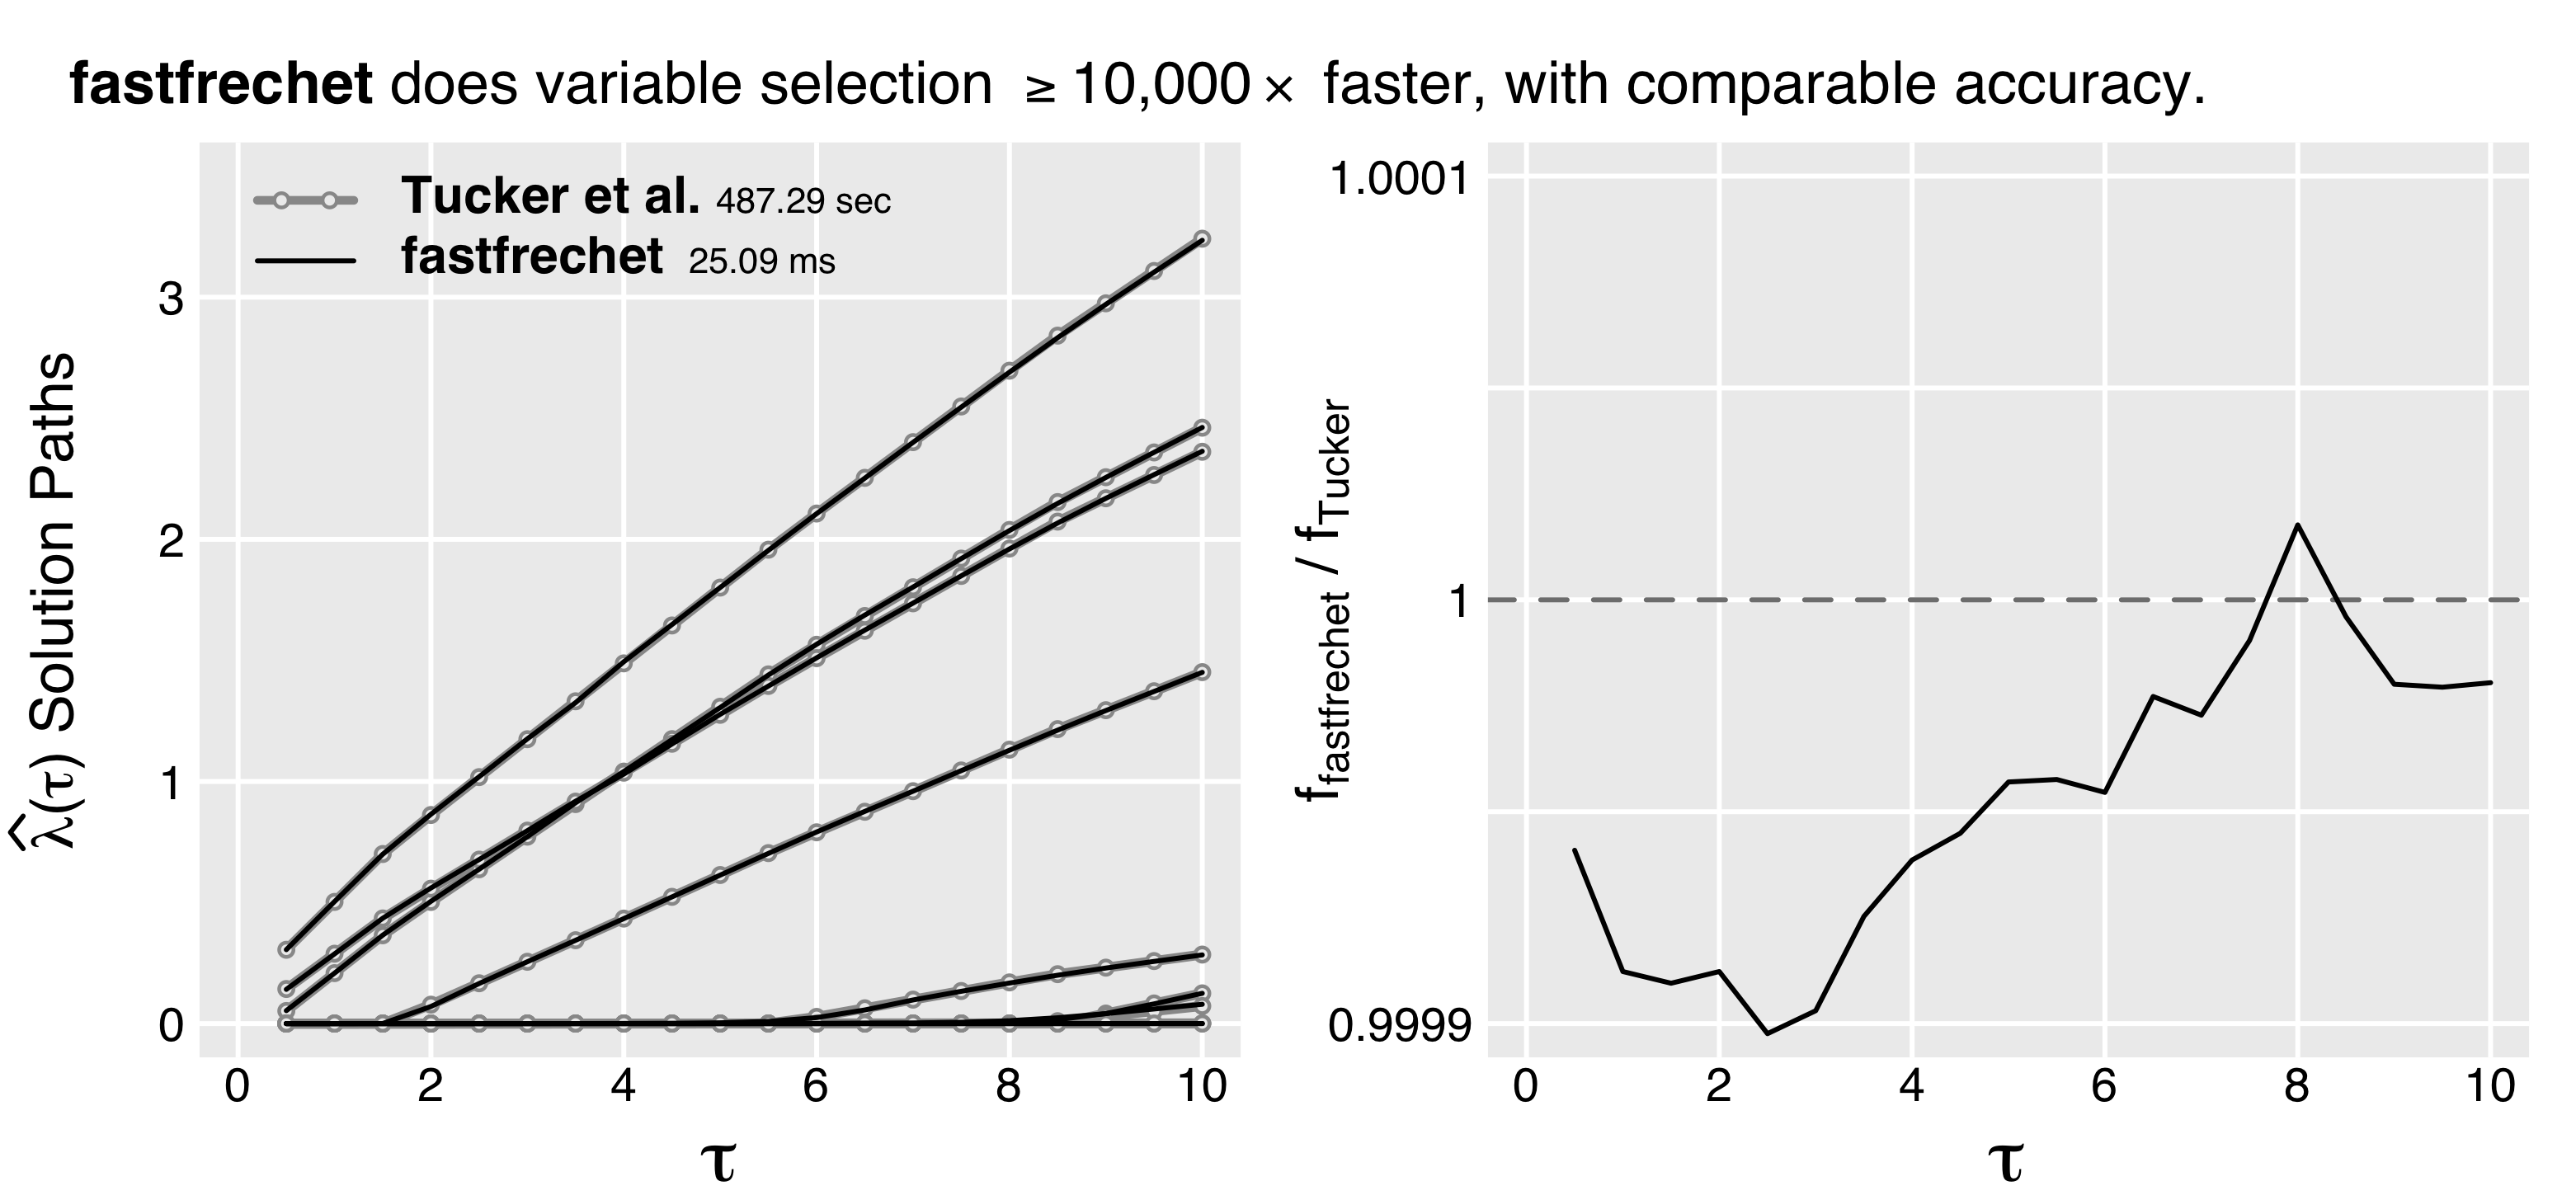 fastfrechet does variable selection ≥ 10,000 × faster, with comparable accuracy.
Tucker et al. 487.29 sec
fastfrechet 25.09 ms
λ̂(τ) Solution Paths
3
2
1
0
0 2 4 6 8 10
τ
f_fastfrechet / f_Tucker
1.0001
1
0.9999
0 2 4 6 8 10
τ